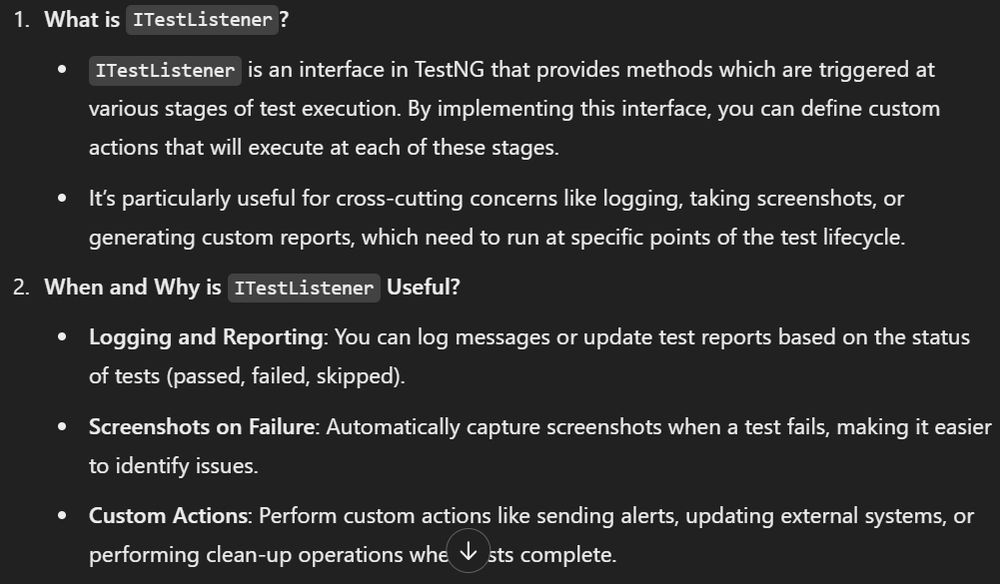 1. What is ITestListener?
• ITestListener is an interface in TestNG that provides methods which are triggered at
various stages of test execution. By implementing this interface, you can define custom
actions that will execute at each of these stages.
• It’s particularly useful for cross-cutting concerns like logging, taking screenshots, or
generating custom reports, which need to run at specific points of the test lifecycle.
2. When and Why is ITestListener Useful?
• Logging and Reporting: You can log messages or update test reports based on the status
of tests (passed, failed, skipped).
• Screenshots on Failure: Automatically capture screenshots when a test fails, making it easier
to identify issues.
• Custom Actions: Perform custom actions like sending alerts, updating external systems, or
performing clean-up operations complete.